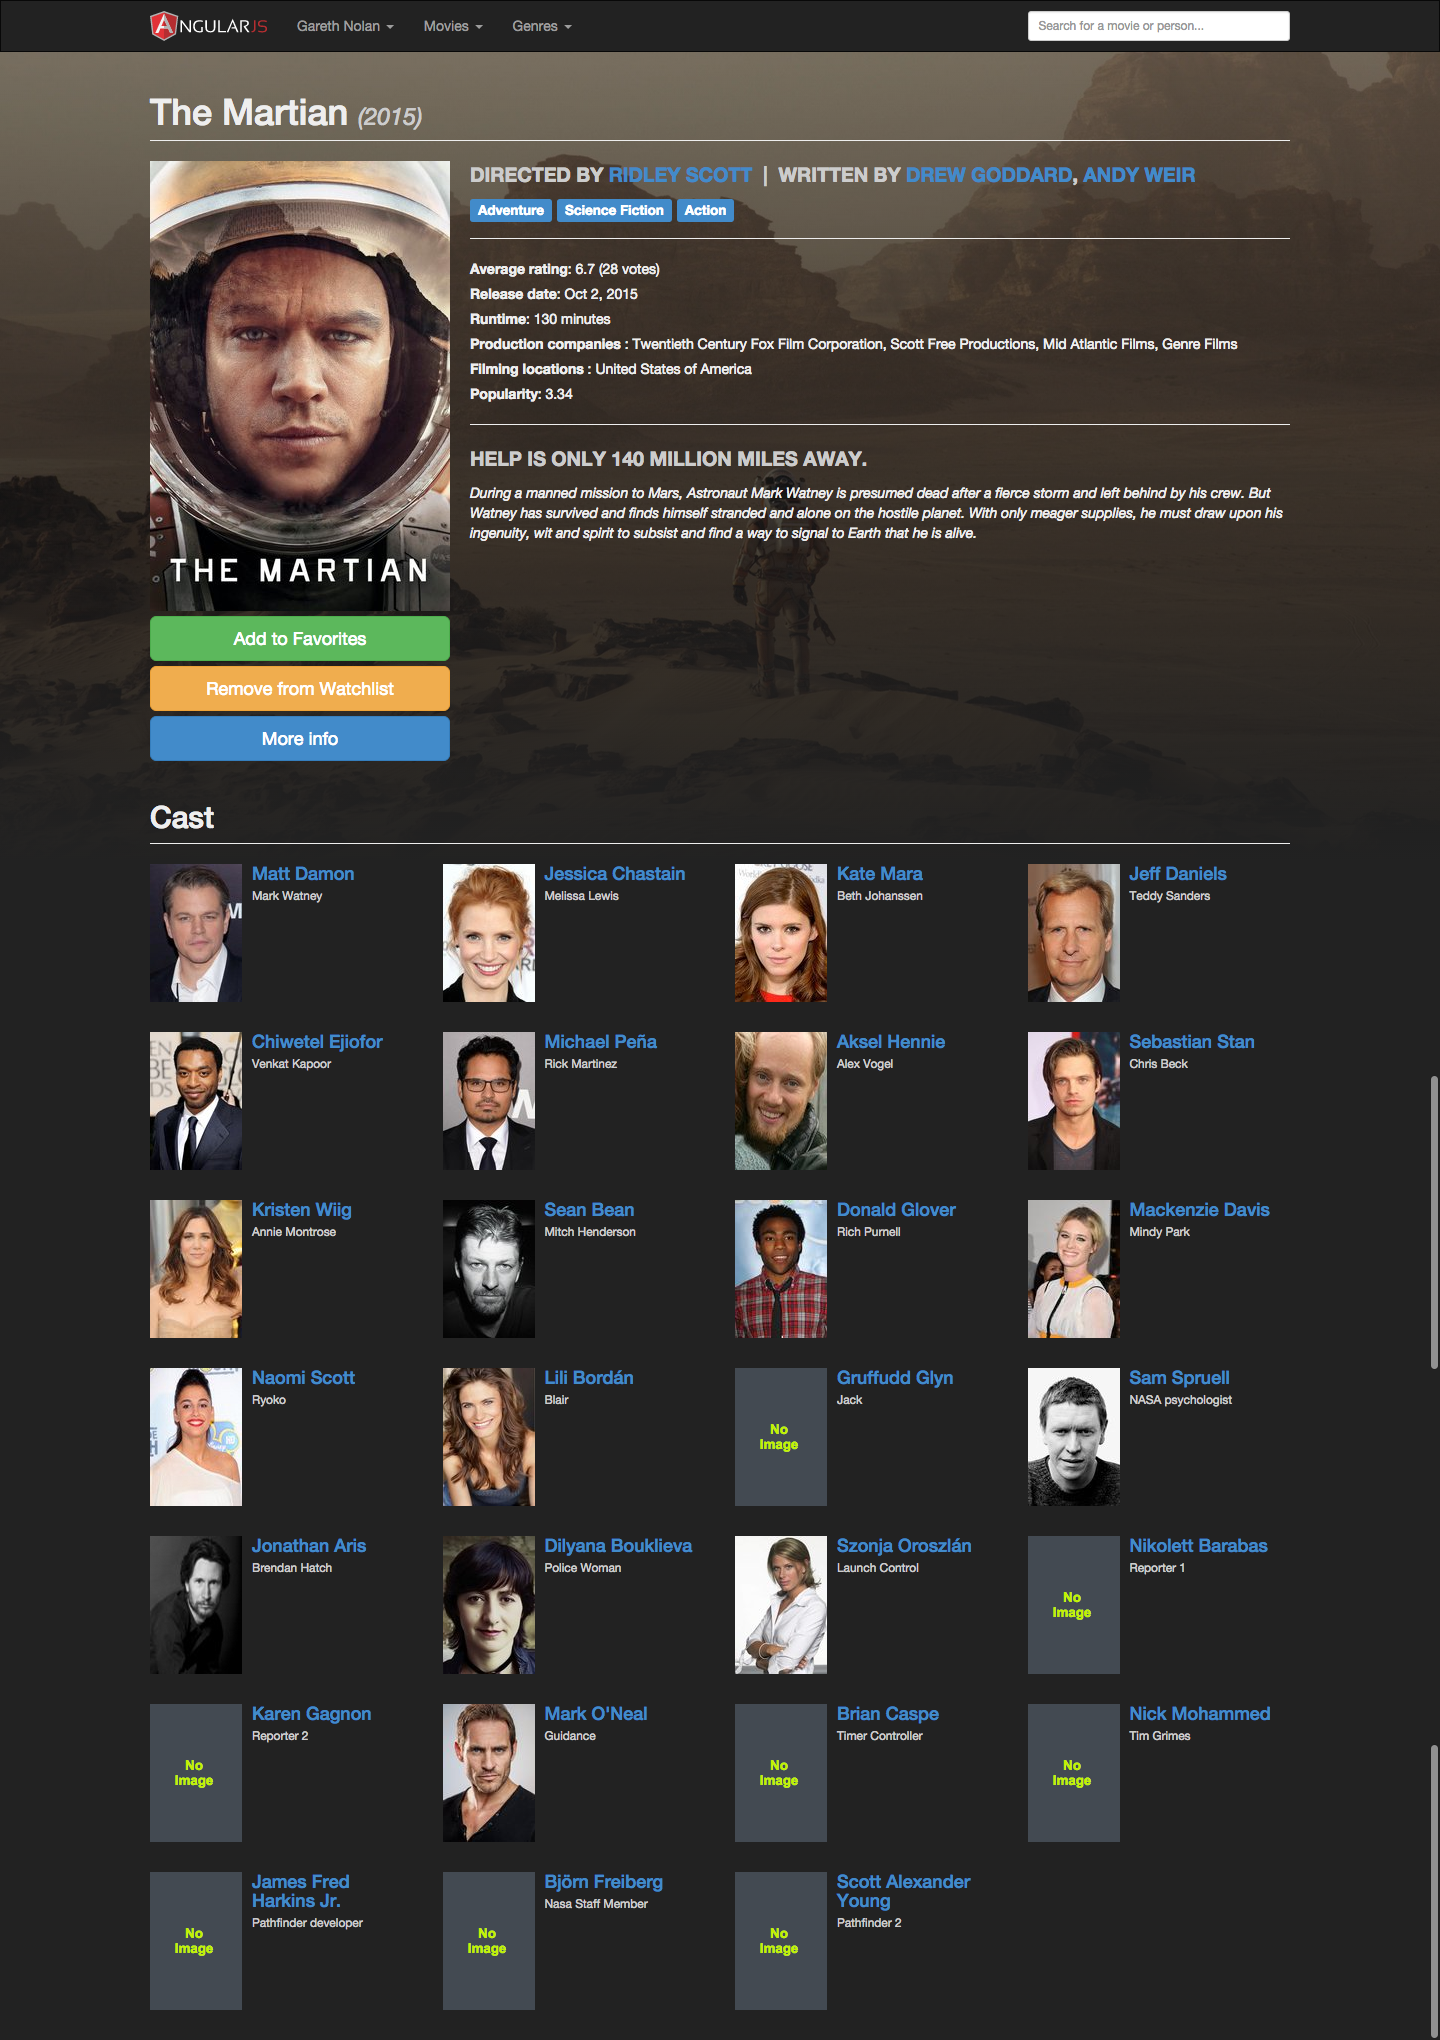 ANGULARJS Gareth Nolan Movies Genres Search for a movie or person...
The Martian (2015)
DIRECTED BY RIDLEY SCOTT | WRITTEN BY DREW GODDARD, ANDY WEIR
Adventure Science Fiction Action
Average rating: 6.7 (28 votes)
Release date: Oct 2, 2015
Runtime: 130 minutes
Production companies : Twentieth Century Fox Film Corporation, Scott Free Productions, Mid Atlantic Films, Genre Films
Filming locations : United States of America
Popularity: 3.34
HELP IS ONLY 140 MILLION MILES AWAY.
During a manned mission to Mars, Astronaut Mark Watney is presumed dead after a fierce storm and left behind by his crew. But
Watney has survived and finds himself stranded and alone on the hostile planet. With only meager supplies, he must draw upon his
ingenuity, wit and spirit to subsist and find a way to signal to Earth that he is alive.
THE MARTIAN
Add to Favorites
Remove from Watchlist
More info
Cast
Matt Damon
Mark Watney
Jessica Chastain
Melissa Lewis
Kate Mara
Beth Johanssen
Jeff Daniels
Teddy Sanders
Chiwetel Ejiofor
Venkat Kapoor
Michael Peña
Rick Martinez
Aksel Hennie
Alex Vogel
Sebastian Stan
Chris Beck
Kristen Wiig
Annie Montrose
Sean Bean
Mitch Henderson
Donald Glover
Rich Purnell
Mackenzie Davis
Mindy Park
Naomi Scott
Ryoko
Lili Bordán
Blair
No
Image
Gruffudd Glyn
Jack
Sam Spruell
NASA psychologist
Jonathan Aris
Brendan Hatch
Dilyana Bouklieva
Police Woman
Szonja Oroszlán
Launch Control
No
Image
Nikolett Barabas
Reporter 1
No
Image
Karen Gagnon
Reporter 2
Mark O'Neal
Guidance
No
Image
Brian Caspe
Timer Controller
No
Image
Nick Mohammed
Tim Grimes
No
Image
James Fred
Harkins Jr.
Pathfinder developer
No
Image
Björn Freiberg
Nasa Staff Member
No
Image
Scott Alexander
Young
Pathfinder 2